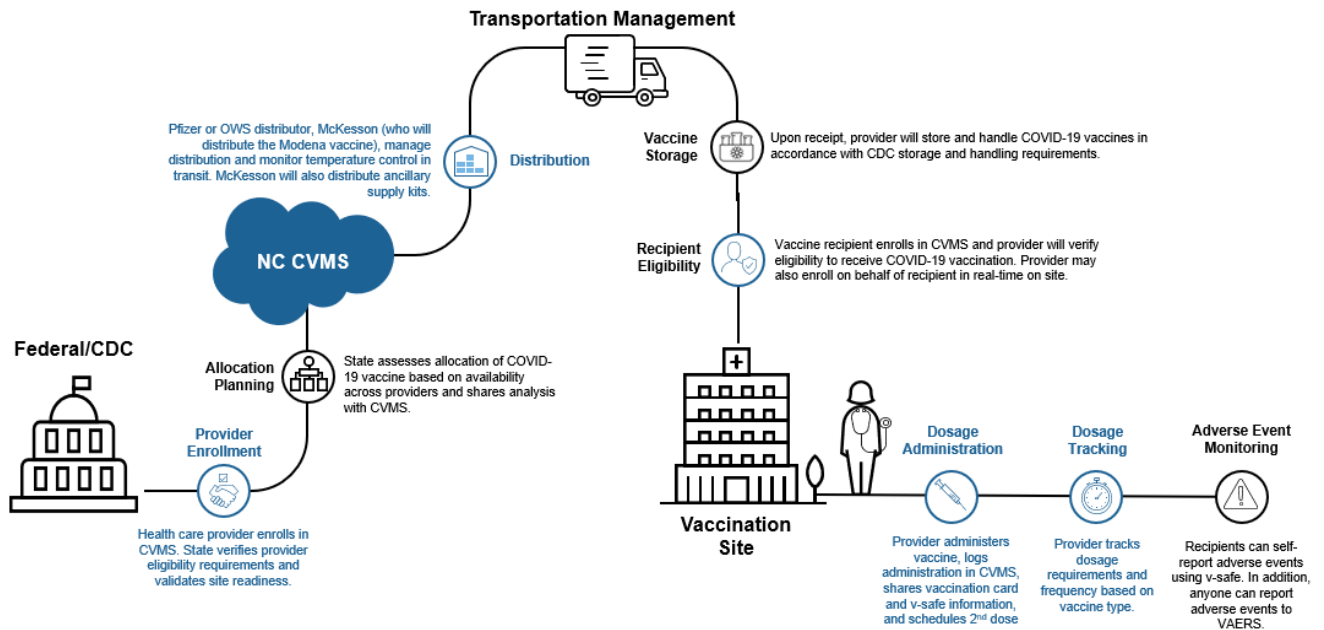 Transportation Management
Pfizer or OWS distributor, McKesson (who will
distribute the Modena vaccine), manage
distribution and monitor temperature control in
transit. McKesson will also distribute ancillary
supply kits.
Distribution
Vaccine
Storage
Upon receipt, provider will store and handle COVID-19 vaccines in
accordance with CDC storage and handling requirements.
NC CVMS
Recipient
Eligibility
Vaccine recipient enrolls in CVMS and provider will verify
eligibility to receive COVID-19 vaccination. Provider may
also enroll on behalf of recipient in real-time on site.
Federal/CDC
Allocation
Planning
State assesses allocation of COVID-
19 vaccine based on availability
across providers and shares analysis
with CVMS.
Provider
Enrollment
Health care provider enrolls in
CVMS. State verifies provider
eligibility requirements and
validates site readiness.
Vaccination
Site
Dosage
Administration
Provider administers
vaccine, logs
administration in CVMS,
shares vaccination card
and v-safe information,
and schedules 2nd dose
Dosage
Tracking
Provider tracks
dosage
requirements and
frequency based on
vaccine type.
Adverse Event
Monitoring
Recipients can self-
report adverse events
using v-safe. In addition,
anyone can report
adverse events to
VAERS.